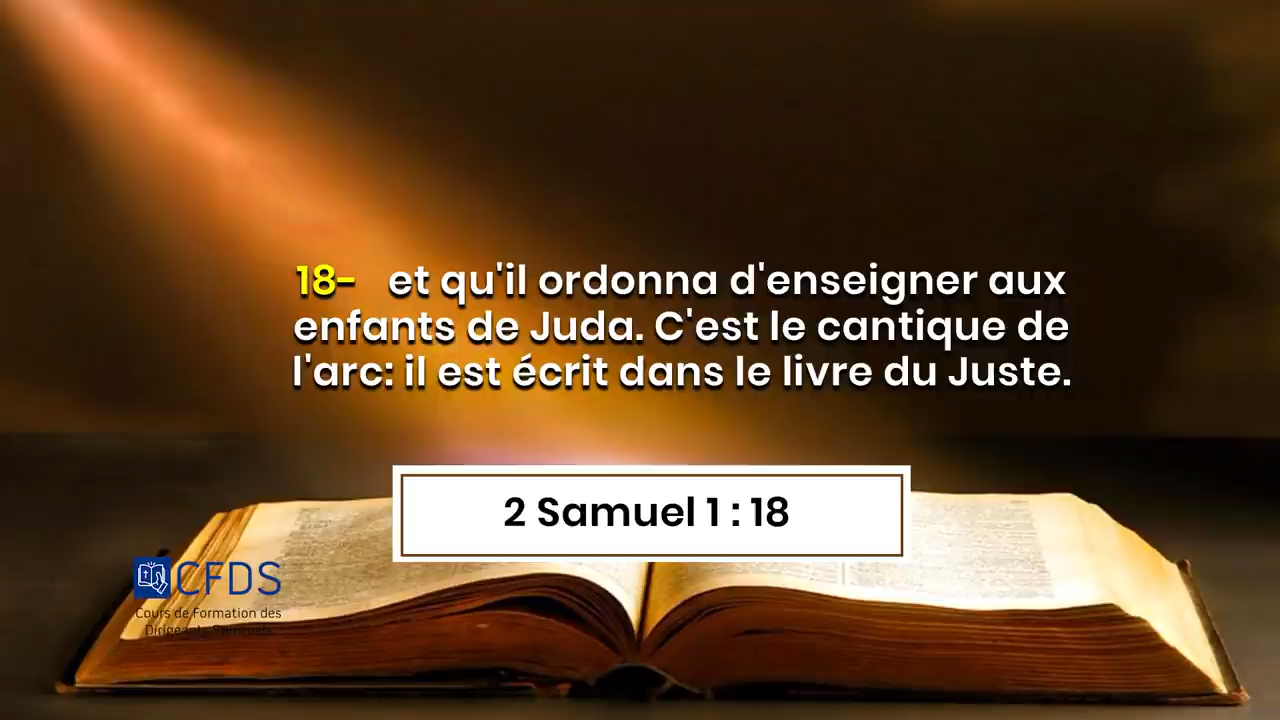 18- et qu'il ordonna d'enseigner aux
enfants de Juda. C'est le cantique de
l'arc: il est écrit dans le livre du Juste.
2 Samuel 1 : 18
CFDS
Cours de Formation des